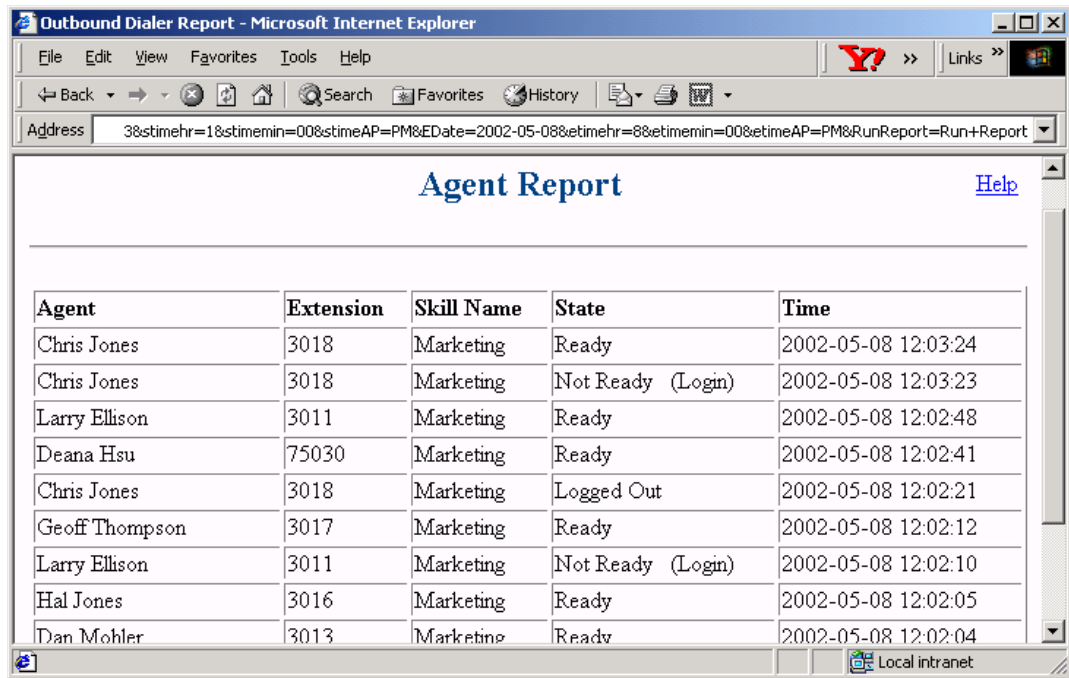 Outbound Dialer Report - Microsoft Internet Explorer
File Edit View Favorites Tools Help Y! » Links »
Back Search Favorites History W
Address 3&stimehr=1&stimemin=00&stimeAP=PM&EDate=2002-05-08&etimehr=8&etimemin=00&etimeAP=PM&RunReport=Run+Report
Agent Report Help
Agent Extension Skill Name State Time
Chris Jones 3018 Marketing Ready 2002-05-08 12:03:24
Chris Jones 3018 Marketing Not Ready (Login) 2002-05-08 12:03:23
Larry Ellison 3011 Marketing Ready 2002-05-08 12:02:48
Deana Hsu 75030 Marketing Ready 2002-05-08 12:02:41
Chris Jones 3018 Marketing Logged Out 2002-05-08 12:02:21
Geoff Thompson 3017 Marketing Ready 2002-05-08 12:02:12
Larry Ellison 3011 Marketing Not Ready (Login) 2002-05-08 12:02:10
Hal Jones 3016 Marketing Ready 2002-05-08 12:02:05
Dan Mohler 3013 Marketing Ready 2002-05-08 12:02:04
Local intranet